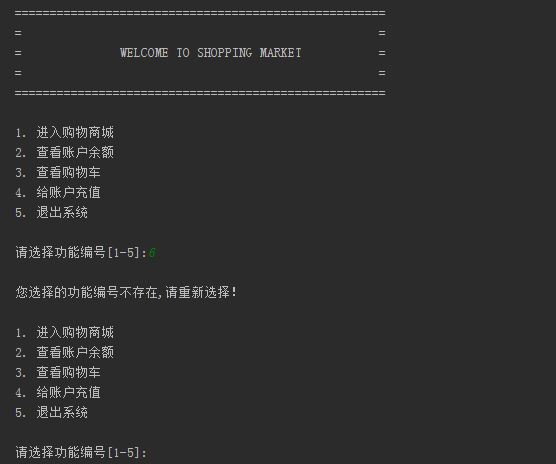 =====================================================
=                                                   =
=              WELCOME TO SHOPPING MARKET           =
=                                                   =
=====================================================
1. 进入购物商城
2. 查看账户余额
3. 查看购物车
4. 给账户充值
5. 退出系统
请选择功能编号[1-5]:6
您选择的功能编号不存在,请重新选择!
1. 进入购物商城
2. 查看账户余额
3. 查看购物车
4. 给账户充值
5. 退出系统
请选择功能编号[1-5]: